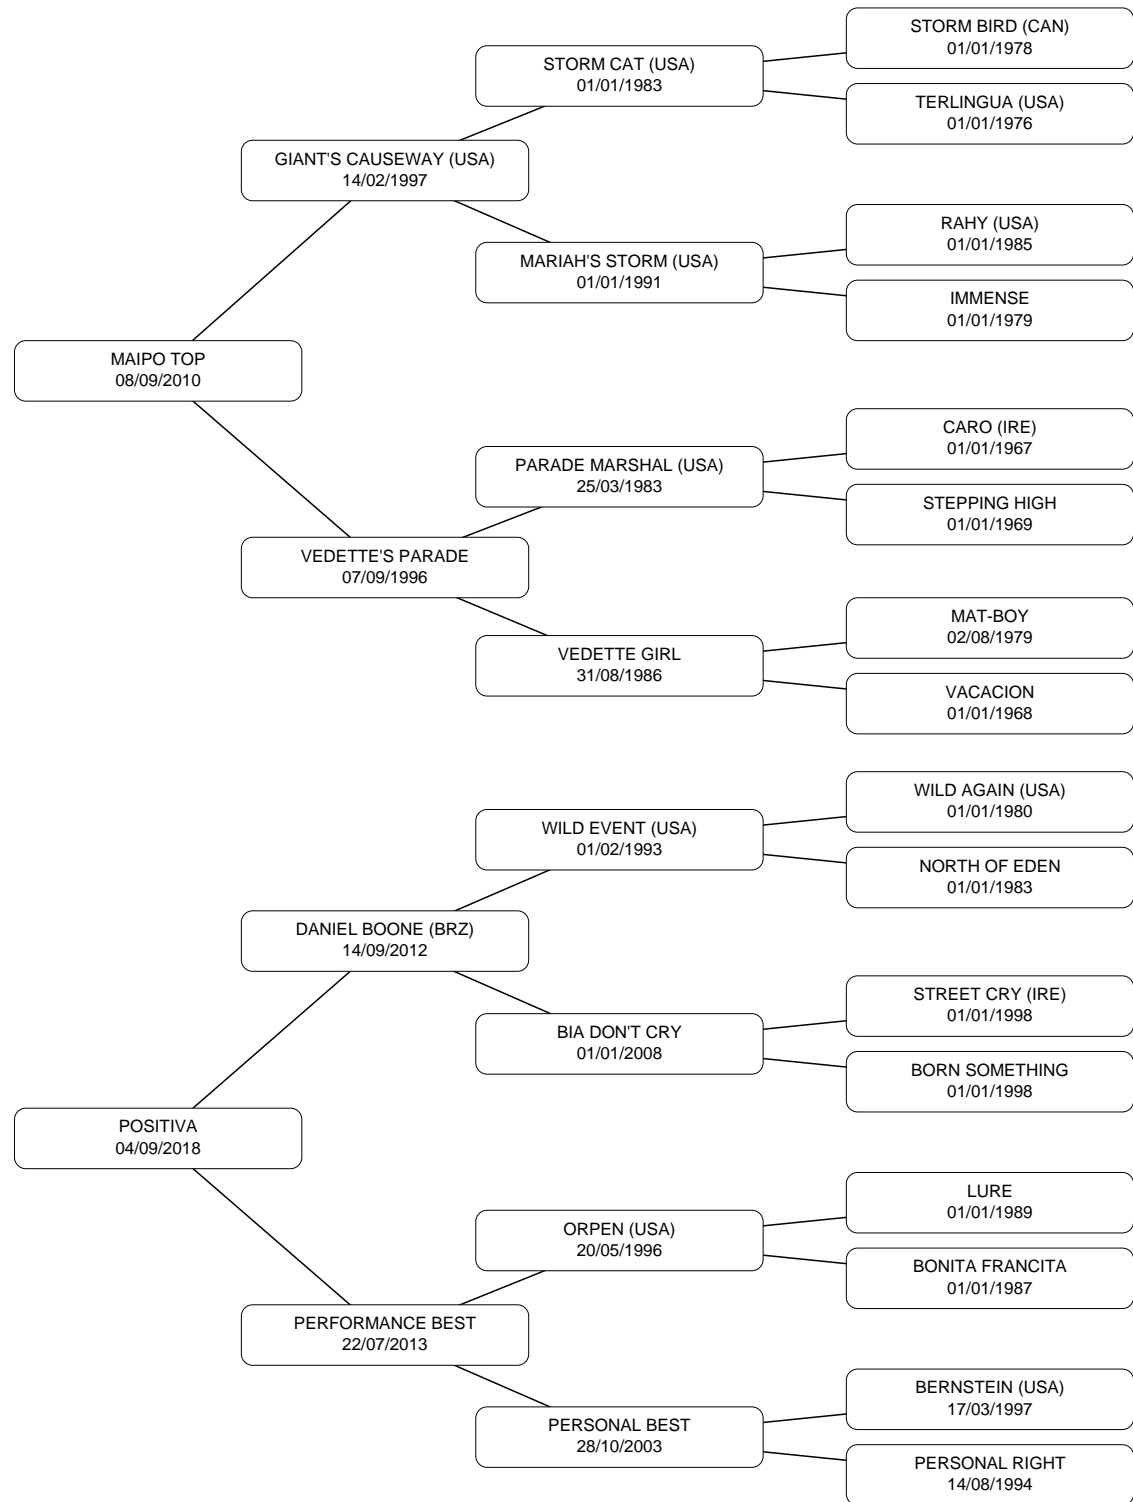 STORM BIRD (CAN)
01/01/1978
STORM CAT (USA)
01/01/1983
TERLINGUA (USA)
01/01/1976
GIANT'S CAUSEWAY (USA)
14/02/1997
RAHY (USA)
01/01/1985
MARIAH'S STORM (USA)
01/01/1991
IMMENSE
01/01/1979
MAIPO TOP
08/09/2010
CARO (IRE)
01/01/1967
PARADE MARSHAL (USA)
25/03/1983
STEPPING HIGH
01/01/1969
VEDETTE'S PARADE
07/09/1996
MAT-BOY
02/08/1979
VEDETTE GIRL
31/08/1986
VACACION
01/01/1968
WILD AGAIN (USA)
01/01/1980
WILD EVENT (USA)
01/02/1993
NORTH OF EDEN
01/01/1983
DANIEL BOONE (BRZ)
14/09/2012
STREET CRY (IRE)
01/01/1998
BIA DON'T CRY
01/01/2008
BORN SOMETHING
01/01/1998
POSITIVA
04/09/2018
LURE
01/01/1989
ORPEN (USA)
20/05/1996
BONITA FRANCITA
01/01/1987
PERFORMANCE BEST
22/07/2013
BERNSTEIN (USA)
17/03/1997
PERSONAL BEST
28/10/2003
PERSONAL RIGHT
14/08/1994